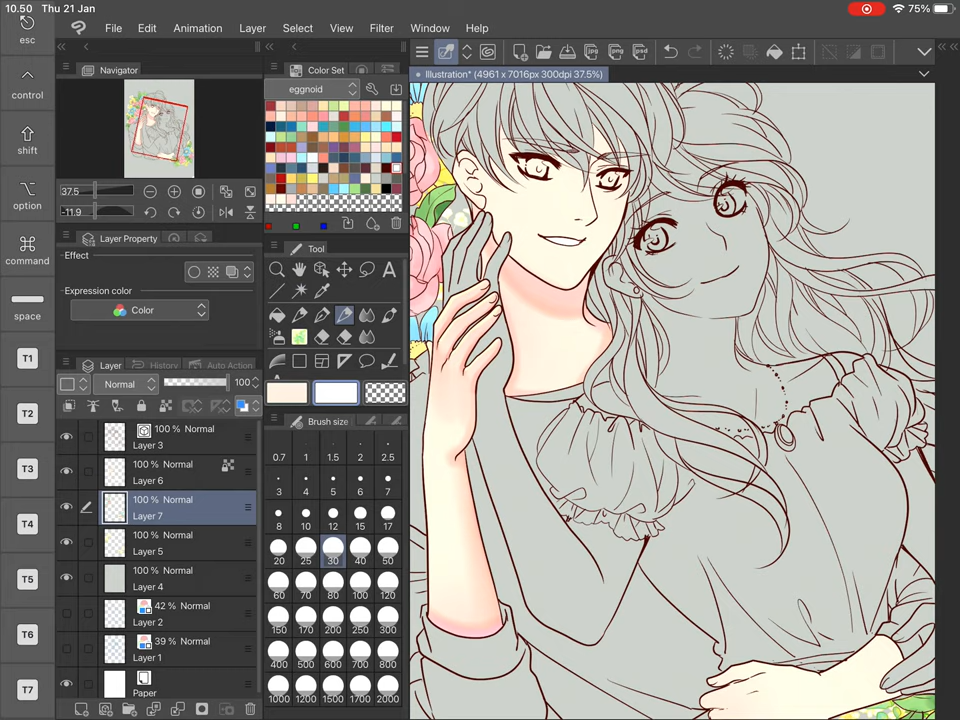 10.50 Thu 21 Jan
75%
esc
control
shift
option
command
space
T1
T2
T3
T4
T5
T6
T7
File Edit Animation Layer Select View Filter Window Help
Illustration* (4961 x 7016px 300dpi 37.5%)
Navigator
37.5
-11.9
Layer Property
Effect
Expression color
Color
Layer History Auto Action
Normal 100
100 % Normal
Layer 3
100 % Normal
Layer 6
100 % Normal
Layer 7
100 % Normal
Layer 5
100 % Normal
Layer 4
42 % Normal
Layer 2
39 % Normal
Layer 1
Paper
Color Set
eggnoid
Tool
A
Brush size
0.7 1 1.5 2 2.5
3 4 5 6 7
8 10 12 15 17
20 25 30 40 50
60 70 80 100 120
150 170 200 250 300
400 500 600 700 800
1000 1200 1500 1700 2000